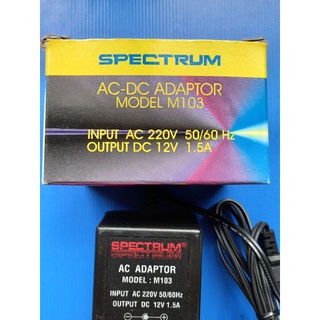 SPECTRUM
AC-DC ADAPTOR
MODEL M103
INPUT AC 220V 50/60 Hz
OUTPUT DC 12V 1.5A
SPECTRUM®
SPECTRUM
AC ADAPTOR
MODEL : M103
INPUT AC 220V 50/60Hz
OUTPUT DC 12V 1.5A